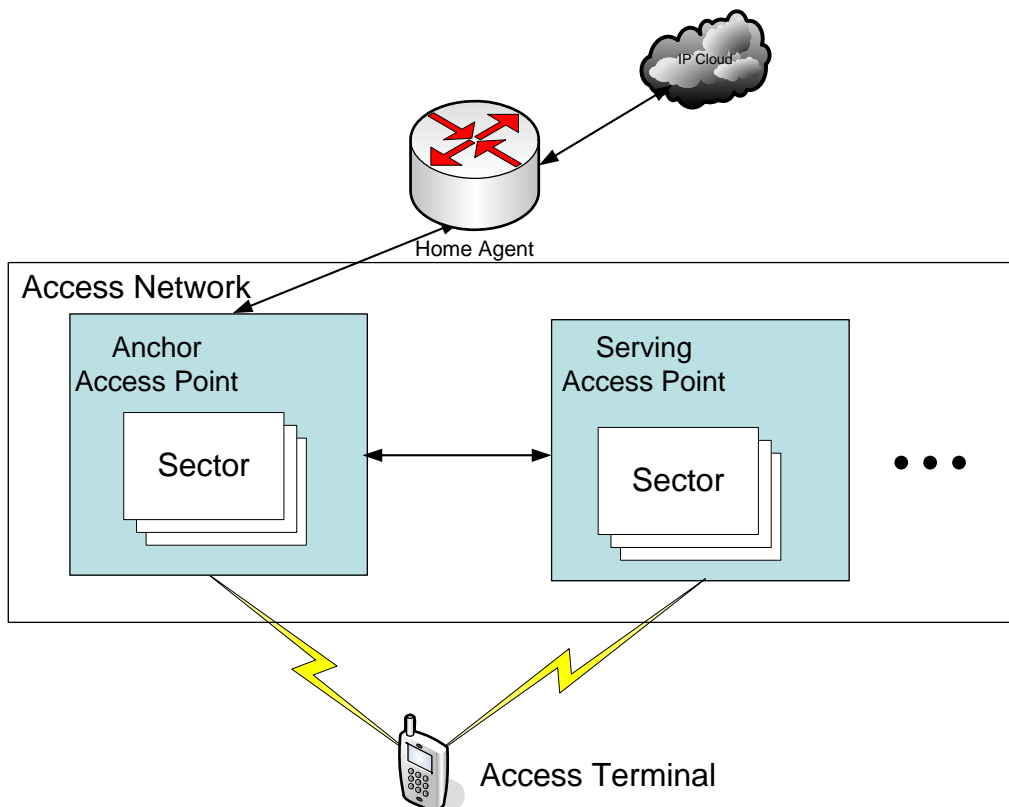 IP Cloud
Home Agent
Access Network
Anchor
Access Point
Sector
Serving
Access Point
Sector
Access Terminal